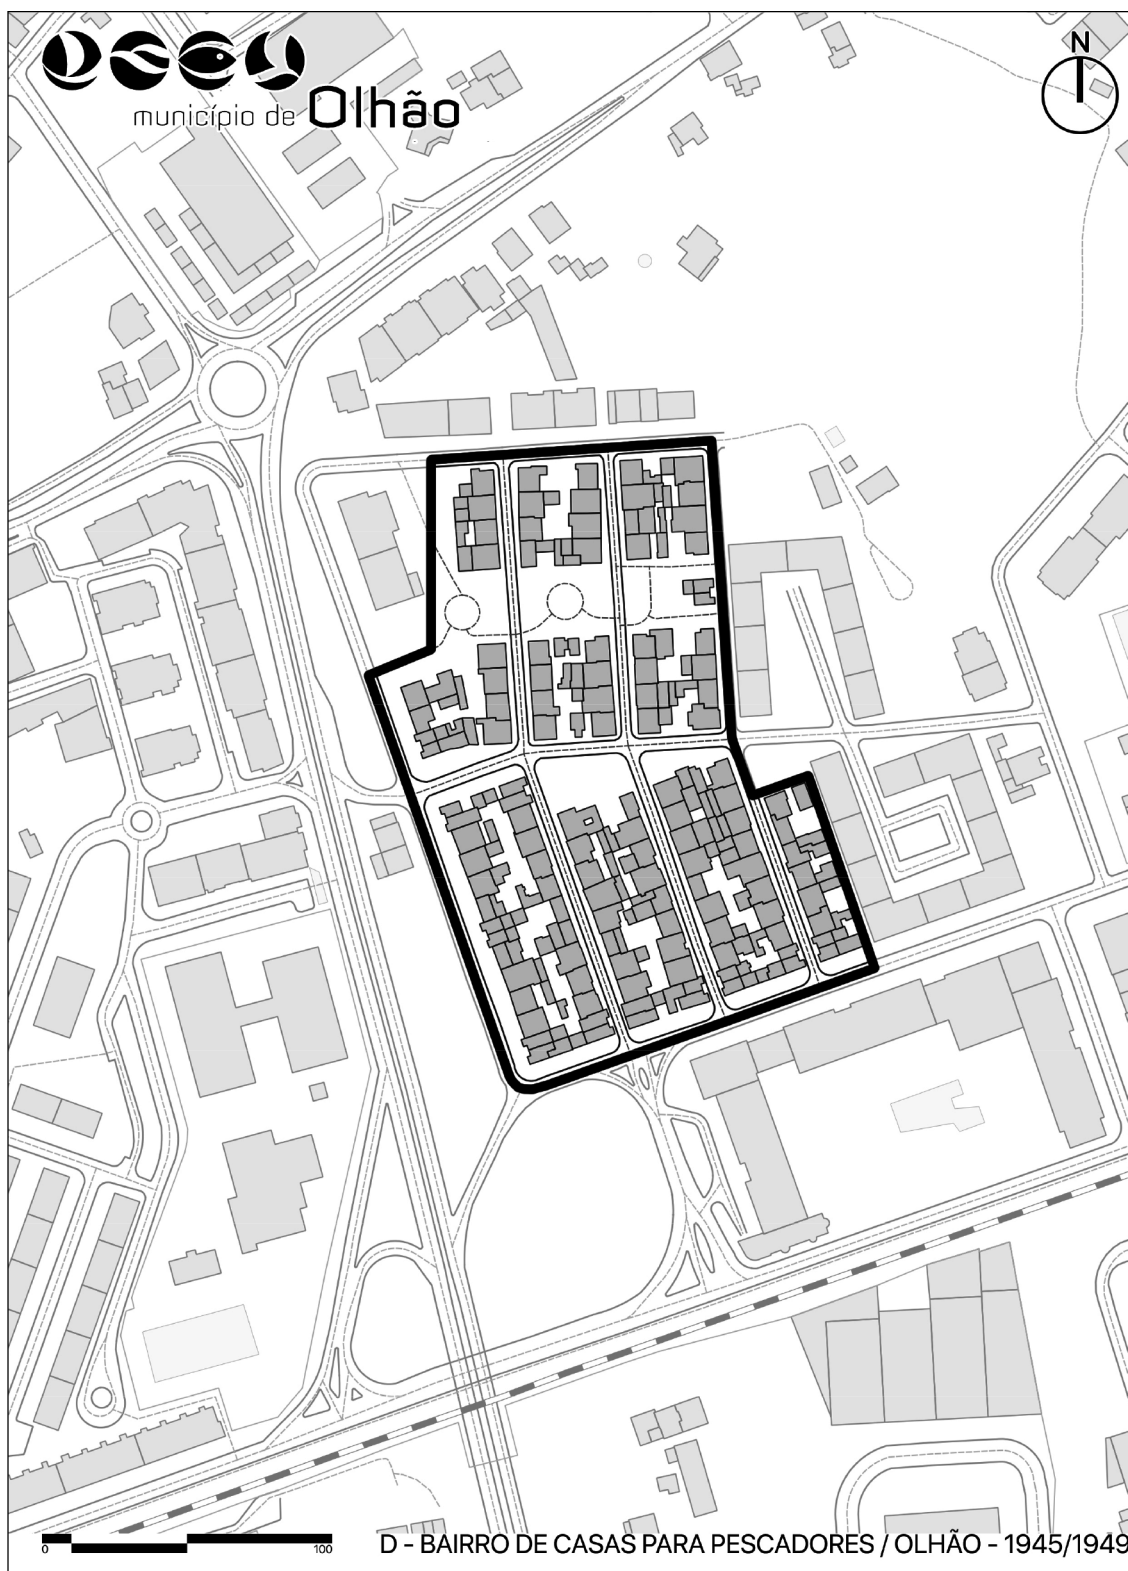 município de Olhão
N
0 100
D - BAIRRO DE CASAS PARA PESCADORES / OLHÃO - 1945/1949